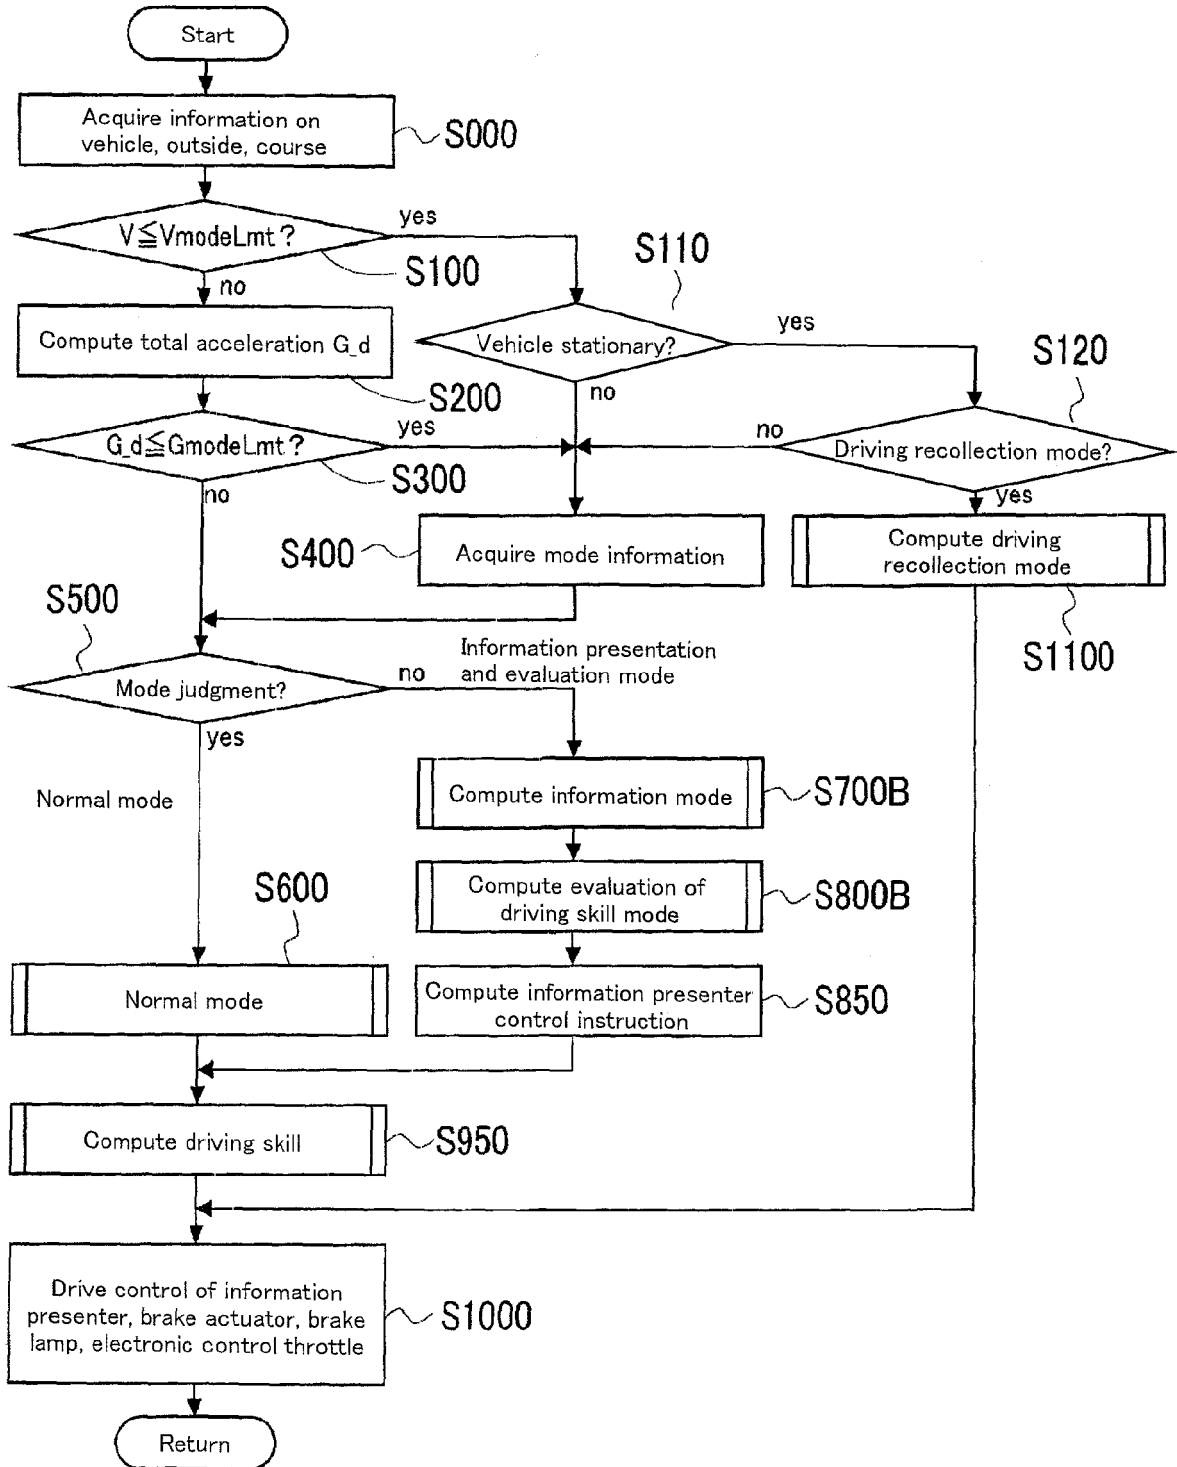 Start
Acquire information on
vehicle, outside, course
S000
V≦VmodeLmt?
yes
S100
no
S110
Compute total acceleration G_d
S200
Vehicle stationary?
yes
no
S120
G_d≦GmodeLmt?
yes
S300
no
no
Driving recollection mode?
yes
S400
Acquire mode information
Compute driving
recollection mode
S1100
S500
Mode judgment?
no
Information presentation
and evaluation mode
yes
Normal mode
Compute information mode
S700B
Compute evaluation of
driving skill mode
S800B
S600
Normal mode
Compute information presenter
control instruction
S850
Compute driving skill
S950
Drive control of information
presenter, brake actuator, brake
lamp, electronic control throttle
S1000
Return